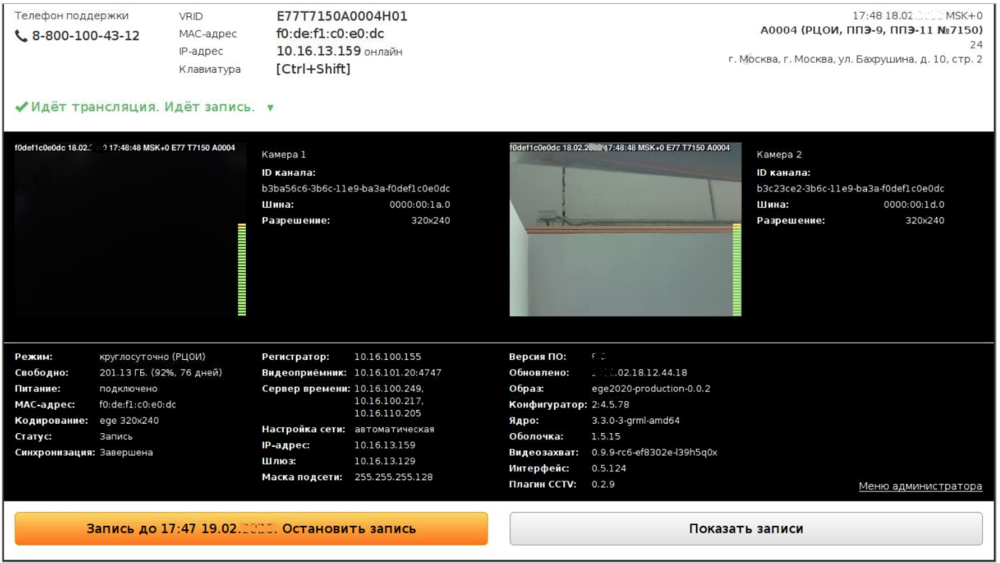 Телефон поддержки
8-800-100-43-12
VRID E77T7150A0004H01
MAC-адрес f0:de:f1:c0:e0:dc
IP-адрес 10.16.13.159 онлайн
Клавиатура [Ctrl+Shift]
17:48 18.02 MSK+0
A0004 (РЦОИ, ППЭ-9, ППЭ-11 №7150)
24
г. Москва, г. Москва, ул. Бахрушина, д. 10, стр. 2
Идёт трансляция. Идёт запись.
f0def1c0e0dc 18.02. 17:48:48 MSK+0 E77 T7150 A0004
Камера 1
ID канала:
b3ba56c6-3b6c-11e9-ba3a-f0def1c0e0dc
Шина: 0000:00:1a.0
Разрешение: 320x240
f0def1c0e0dc 18.02.2 17:48:48 MSK+0 E77 T7150 A0004
Камера 2
ID канала:
b3c23ce2-3b6c-11e9-ba3a-f0def1c0e0dc
Шина: 0000:00:1d.0
Разрешение: 320x240
Режим: круглосуточно (РЦОИ)
Свободно: 201.13 ГБ. (92%, 76 дней)
Питание: подключено
MAC-адрес: f0:de:f1:c0:e0:dc
Кодирование: ege 320x240
Статус: Запись
Синхронизация: Завершена
Регистратор: 10.16.100.155
Видеоприёмник: 10.16.101.20:4747
Сервер времени: 10.16.100.249,
10.16.100.217,
10.16.110.205
Настройка сети: автоматическая
IP-адрес: 10.16.13.159
Шлюз: 10.16.13.129
Маска подсети: 255.255.255.128
Версия ПО:
Обновлено: .02.18.12.44.18
Образ: ege2020-production-0.0.2
Конфигуратор: 2:4.5.78
Ядро: 3.3.0-3-grml-amd64
Оболочка: 1.5.15
Видеозахват: 0.9.9-rc6-ef8302e-l39h5q0x
Интерфейс: 0.5.124
Плагин CCTV: 0.2.9
Меню администратора
Запись до 17:47 19.02. . Остановить запись
Показать записи